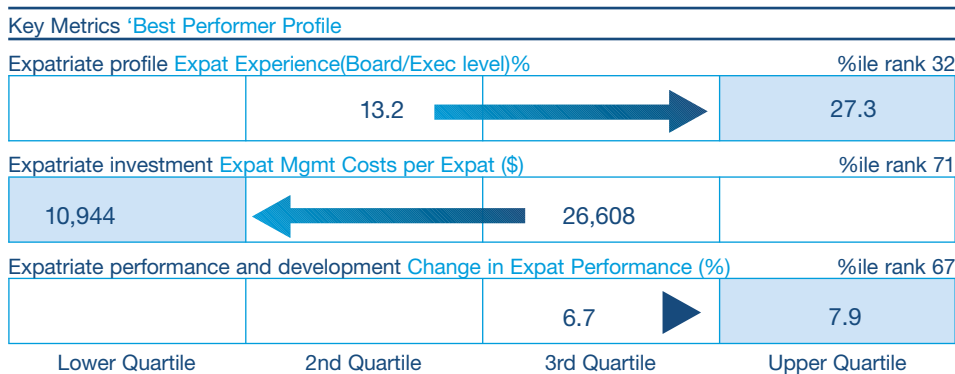 Key Metrics ‘Best Performer Profile
Expatriate profile Expat Experience(Board/Exec level)% %ile rank 32
13.2 27.3
Expatriate investment Expat Mgmt Costs per Expat ($) %ile rank 71
10,944 26,608
Expatriate performance and development Change in Expat Performance (%) %ile rank 67
6.7 7.9
Lower Quartile 2nd Quartile 3rd Quartile Upper Quartile